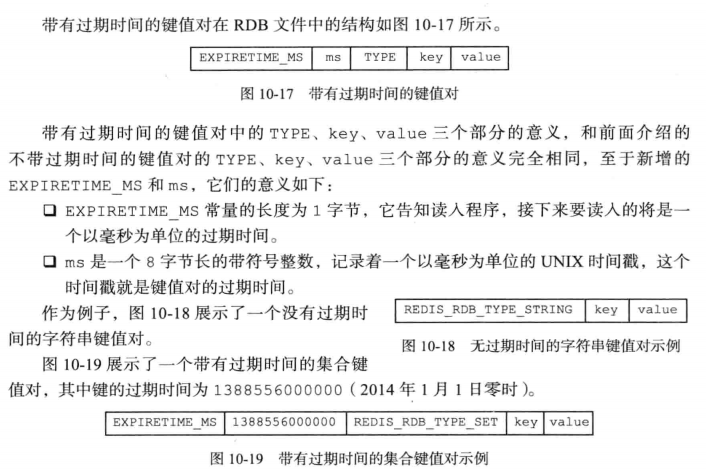 带有过期时间的键值对在 RDB 文件中的结构如图 10-17 所示。
EXPIRETIME_MS ms TYPE key value
图 10-17 带有过期时间的键值对
带有过期时间的键值对中的 TYPE、key、value 三个部分的意义，和前面介绍的
不带过期时间的键值对的 TYPE、key、value 三个部分的意义完全相同，至于新增的
EXPIRETIME_MS 和 ms，它们的意义如下：
❑ EXPIRETIME_MS 常量的长度为 1 字节，它告知读入程序，接下来要读入的将是一
个以毫秒为单位的过期时间。
❑ ms 是一个 8 字节长的带符号整数，记录着一个以毫秒为单位的 UNIX 时间戳，这个
时间戳就是键值对的过期时间。
作为例子，图 10-18 展示了一个没有过期时
间的字符串键值对。
REDIS_RDB_TYPE_STRING key value
图 10-18 无过期时间的字符串键值对示例
图 10-19 展示了一个带有过期时间的集合键
值对，其中键的过期时间为 1388556000000（2014 年 1 月 1 日零时）。
EXPIRETIME_MS 1388556000000 REDIS_RDB_TYPE_SET key value
图 10-19 带有过期时间的集合键值对示例